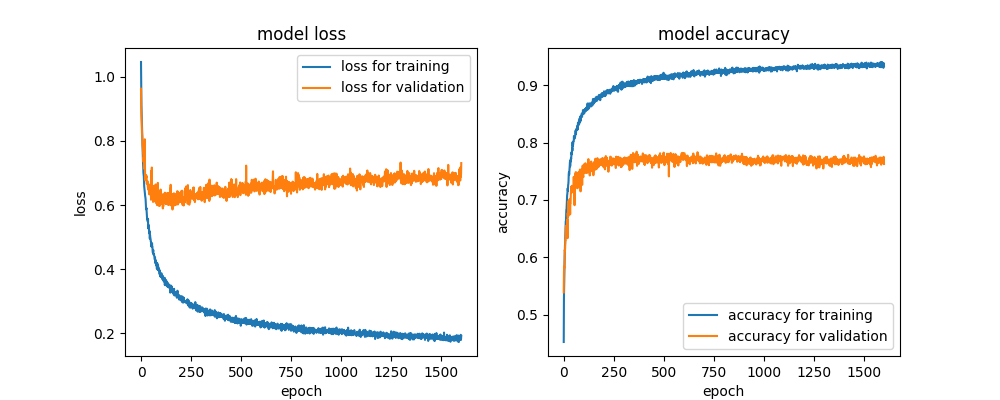 model loss
loss for training
loss for validation
1.0
0.8
0.6
0.4
0.2
loss
0
250
500
750
1000
1250
1500
epoch
model accuracy
0.9
0.8
0.7
0.6
0.5
accuracy
accuracy for training
accuracy for validation
0
250
500
750
1000
1250
1500
epoch